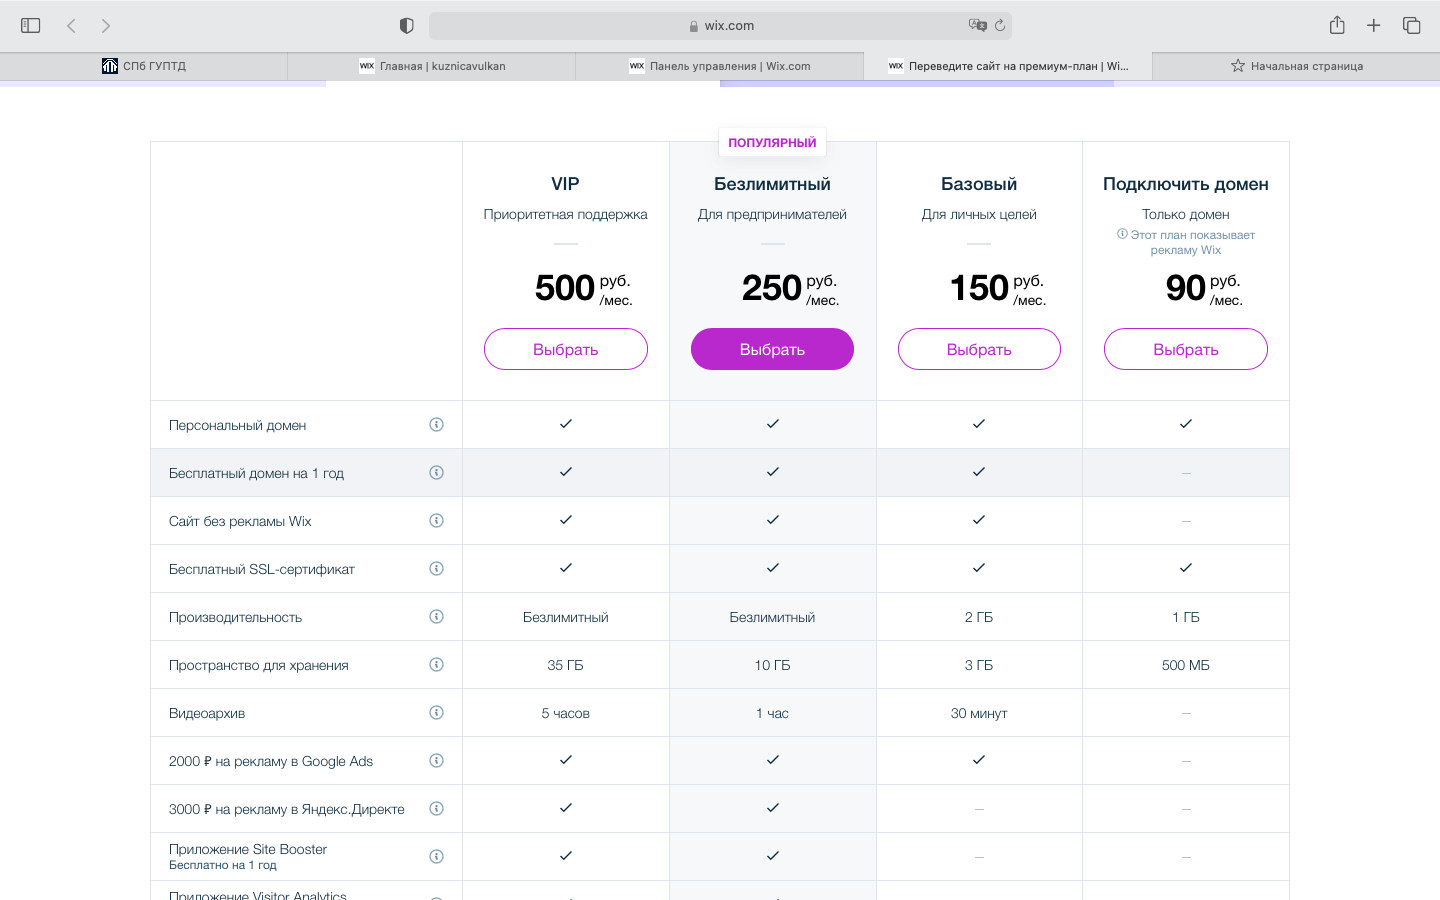 wix.com
СПб ГУПТД
WIX Главная | kuznicavulkan
WIX Панель управления | Wix.com
WIX Переведите сайт на премиум-план | Wi...
Начальная страница
ПОПУЛЯРНЫЙ
VIP
Приоритетная поддержка
500 руб.
/мес.
Выбрать
Безлимитный
Для предпринимателей
250 руб.
/мес.
Выбрать
Базовый
Для личных целей
150 руб.
/мес.
Выбрать
Подключить домен
Только домен
Этот план показывает
рекламу Wix
90 руб.
/мес.
Выбрать
Персональный домен
Бесплатный домен на 1 год
Сайт без рекламы Wix
Бесплатный SSL-сертификат
Производительность Безлимитный Безлимитный 2 ГБ 1 ГБ
Пространство для хранения 35 ГБ 10 ГБ 3 ГБ 500 МБ
Видеоархив 5 часов 1 час 30 минут
2000 ₽ на рекламу в Google Ads
3000 ₽ на рекламу в Яндекс.Директе
Приложение Site Booster
Бесплатно на 1 год
Приложение Visitor Analytics